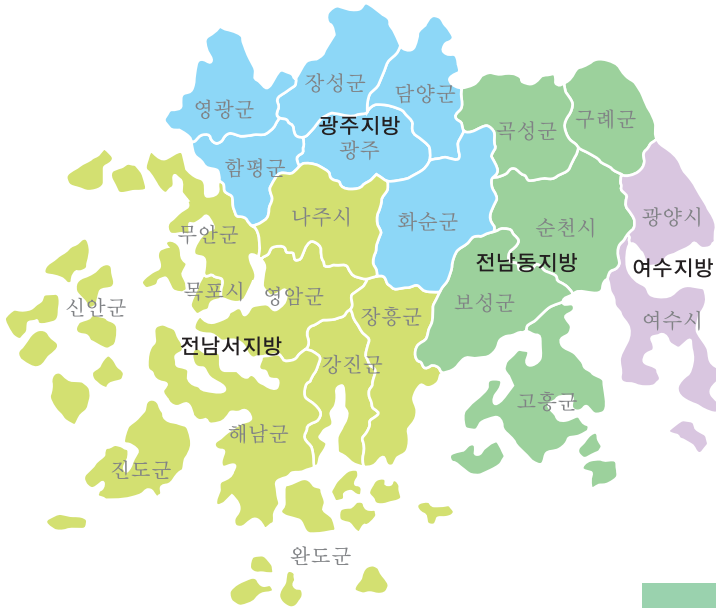 장성군
담양군
영광군
구례군
광주지방
곡성군
광주
함평군
나주시
화순군
광양시
순천시
무안군
전남동지방
여수지방
목포시
영암군
보성군
신안군
장흥군
여수시
전남서지방
강진군
고흥군
해남군
진도군
완도군